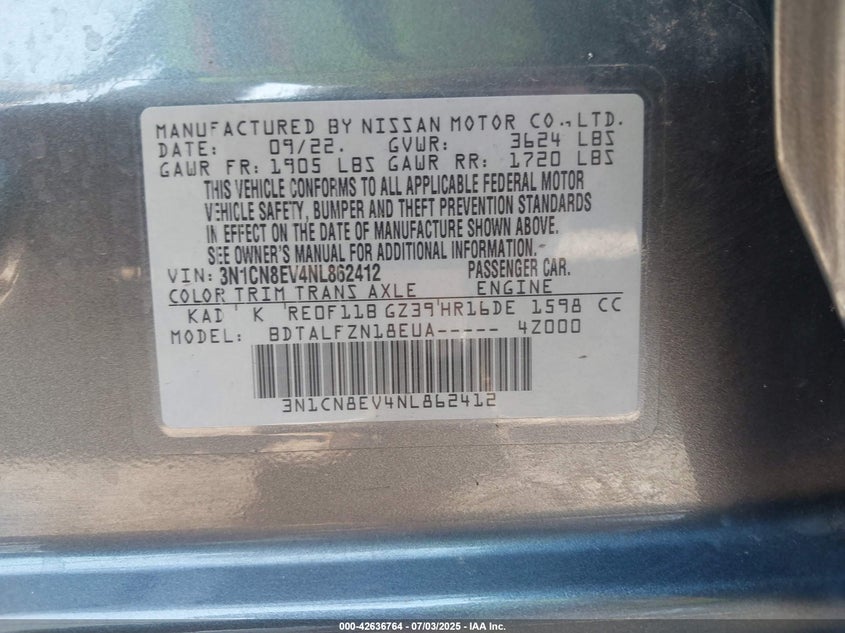 MANUFACTURED BY NISSAN MOTOR CO.,LTD.
DATE: 09/22. GVWR: 3624 LBS
GAWR FR: 1905 LBS GAWR RR: 1720 LBS
THIS VEHICLE CONFORMS TO ALL APPLICABLE FEDERAL MOTOR
VEHICLE SAFETY, BUMPER AND THEFT PREVENTION STANDARDS
IN EFFECT ON THE DATE OF MANUFACTURE SHOWN ABOVE.
SEE OWNER'S MANUAL FOR ADDITIONAL INFORMATION.
VIN: 3N1CN8EV4NL862412 PASSENGER CAR.
COLOR TRIM TRANS AXLE ENGINE
KAD K RE0F11B GZ39 HR16DE 1598 CC
MODEL: BDTALFZN18EUA----- 4Z000
3N1CN8EV4NL862412
000-42636764 - 07/03/2025 - IAA Inc.